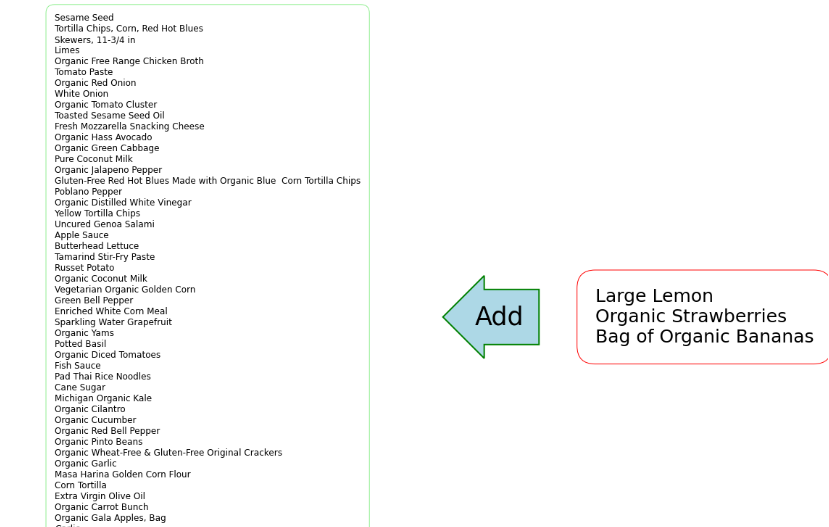 Sesame Seed
Tortilla Chips, Corn, Red Hot Blues
Skewers, 11-3/4 in
Limes
Organic Free Range Chicken Broth
Tomato Paste
Organic Red Onion
White Onion
Organic Tomato Cluster
Toasted Sesame Seed Oil
Fresh Mozzarella Snacking Cheese
Organic Hass Avocado
Organic Green Cabbage
Pure Coconut Milk
Organic Jalapeno Pepper
Gluten-Free Red Hot Blues Made with Organic Blue  Corn Tortilla Chips
Poblano Pepper
Organic Distilled White Vinegar
Yellow Tortilla Chips
Uncured Genoa Salami
Apple Sauce
Butterhead Lettuce
Tamarind Stir-Fry Paste
Russet Potato
Organic Coconut Milk
Vegetarian Organic Golden Corn
Green Bell Pepper
Enriched White Corn Meal
Sparkling Water Grapefruit
Organic Yams
Potted Basil
Organic Diced Tomatoes
Fish Sauce
Pad Thai Rice Noodles
Cane Sugar
Michigan Organic Kale
Organic Cilantro
Organic Cucumber
Organic Red Bell Pepper
Organic Pinto Beans
Organic Wheat-Free & Gluten-Free Original Crackers
Organic Garlic
Masa Harina Golden Corn Flour
Corn Tortilla
Extra Virgin Olive Oil
Organic Carrot Bunch
Organic Gala Apples, Bag
Add
Large Lemon
Organic Strawberries
Bag of Organic Bananas